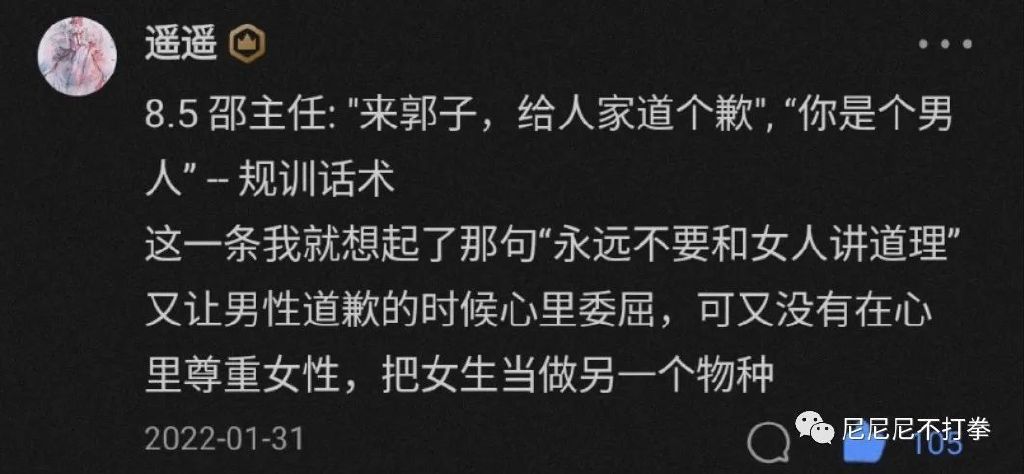 遥遥
8.5 邵主任: "来郭子，给人家道个歉", “你是个男
人” -- 规训话术
这一条我就想起了那句“永远不要和女人讲道理”
又让男性道歉的时候心里委屈，可又没有在心
里尊重女性，把女生当做另一个物种
2022-01-31
105
尼尼尼不打拳